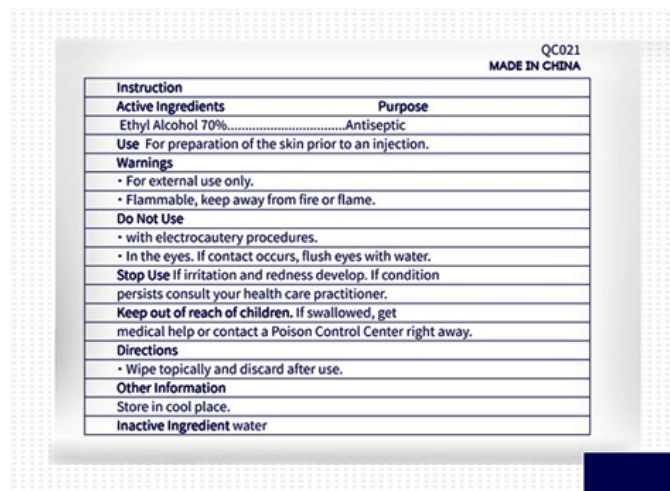 QC021
MADE IN CHINA
Instruction
Active Ingredients Purpose
Ethyl Alcohol 70%..................................Antiseptic
Use For preparation of the skin prior to an injection.
Warnings
· For external use only.
· Flammable, keep away from fire or flame.
Do Not Use
· with electrocautery procedures.
· In the eyes. If contact occurs, flush eyes with water.
Stop Use If irritation and redness develop. If condition
persists consult your health care practitioner.
Keep out of reach of children. If swallowed, get
medical help or contact a Poison Control Center right away.
Directions
· Wipe topically and discard after use.
Other Information
Store in cool place.
Inactive Ingredient water